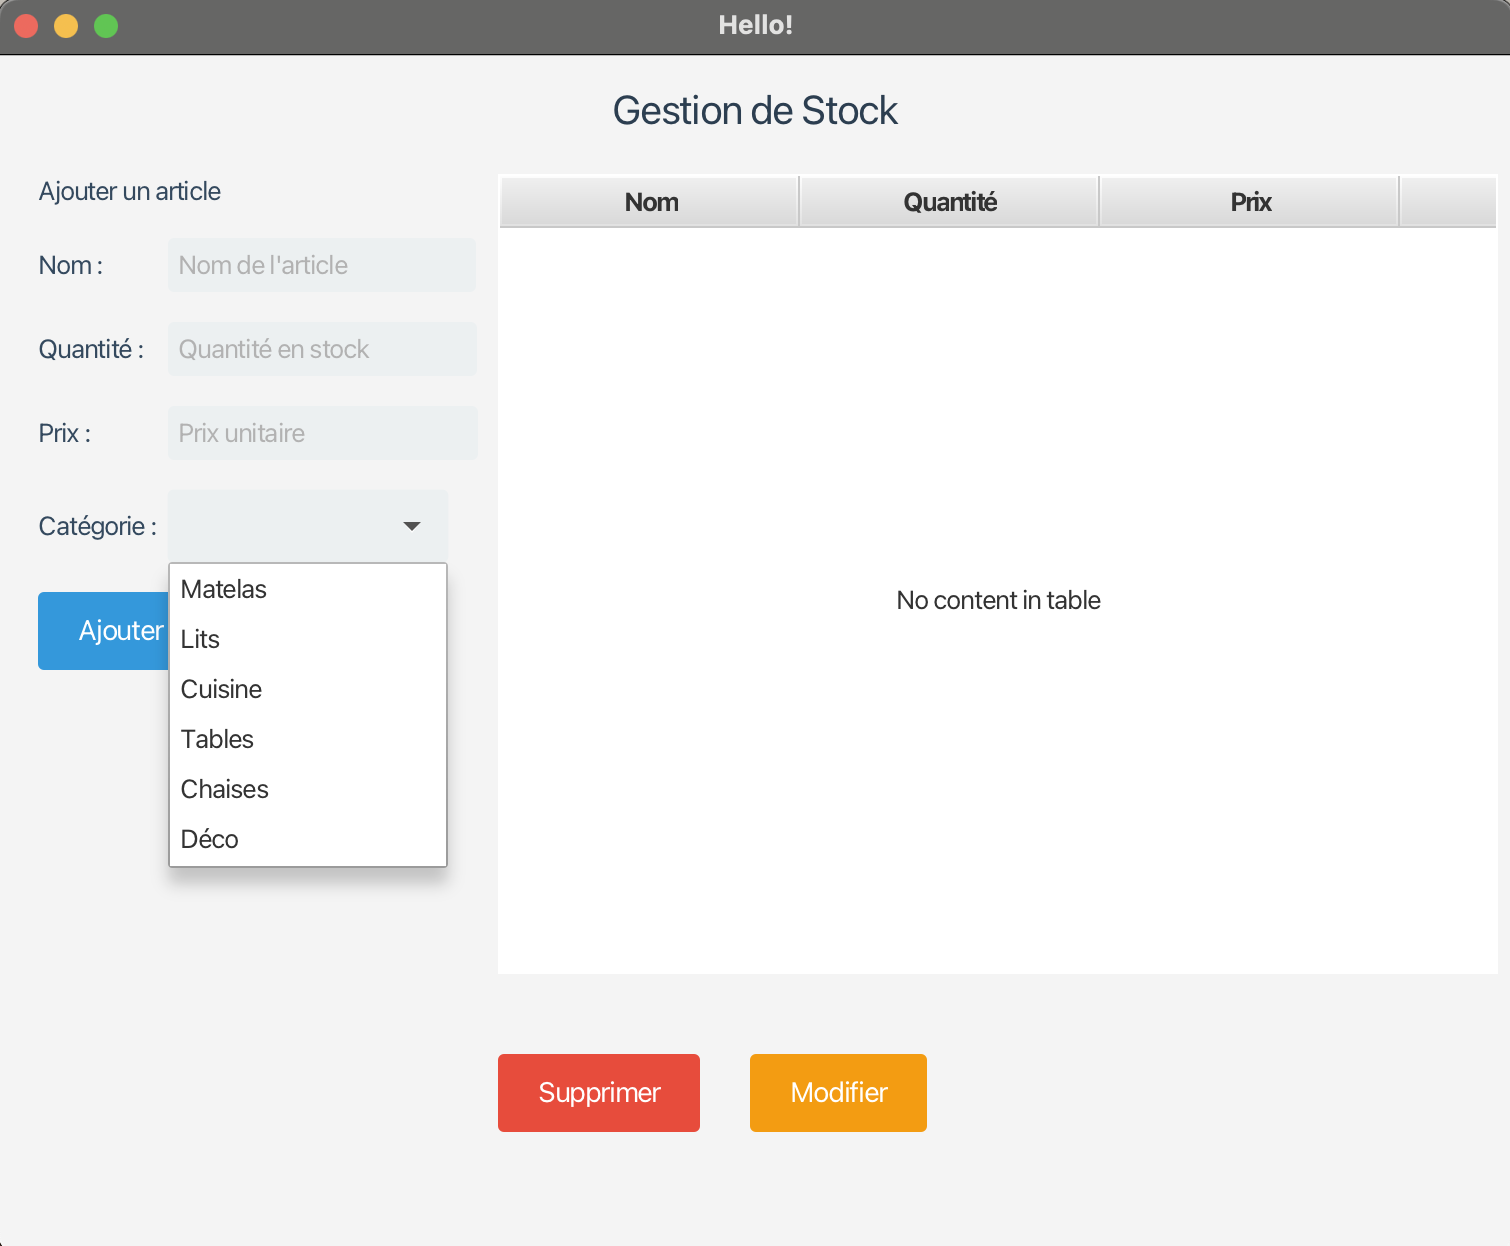 Hello!
Gestion de Stock
Ajouter un article
Nom :
Nom de l'article
Quantité :
Quantité en stock
Prix :
Prix unitaire
Catégorie :
Ajouter
Matelas
Lits
Cuisine
Tables
Chaises
Déco
Nom Quantité Prix
No content in table
Supprimer
Modifier